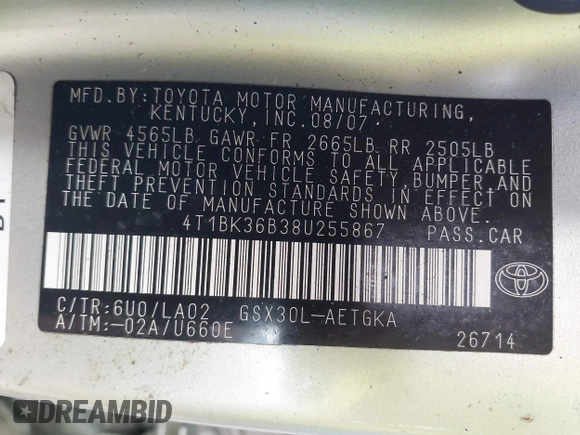 MFD.BY:TOYOTA MOTOR MANUFACTURING,
KENTUCKY,INC.08/07
GVWR 4565LB GAWR FR 2665LB RR 2505LB
THIS VEHICLE CONFORMS TO ALL APPLICABLE
FEDERAL MOTOR VEHICLE SAFETY,BUMPER,AND
THEFT PREVENTION STANDARDS IN EFFECT ON
THE DATE OF MANUFACTURE SHOWN ABOVE.
4T1BK36B38U255867 PASS.CAR
C/TR:6U0/LA02 GSX30L-AETGKA
A/TM:-02A/U660E
26714
DREAMBID